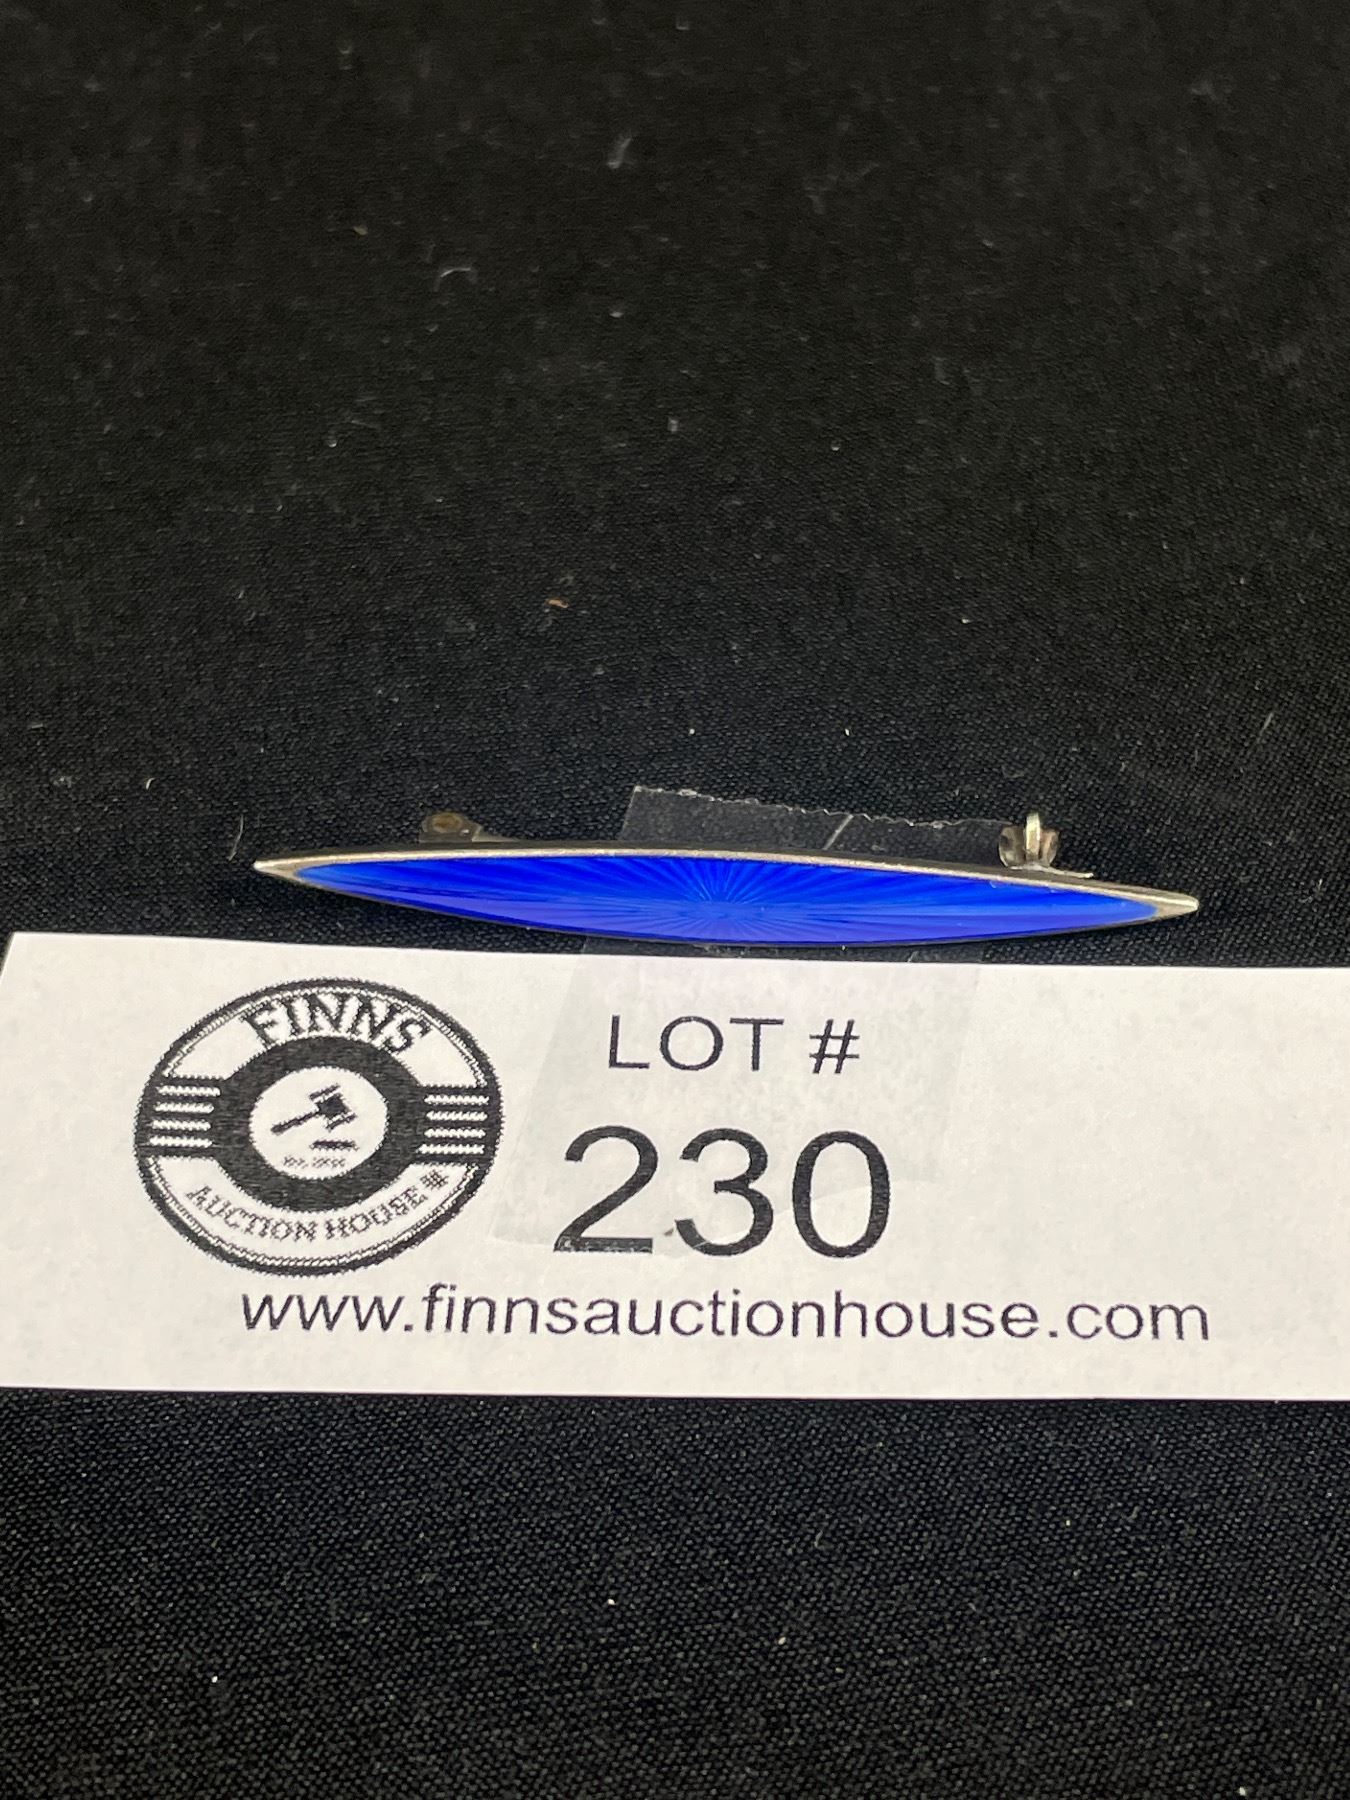 FINNS
AUCTION HOUSE
LOT #
230
www.finnsauctionhouse.com